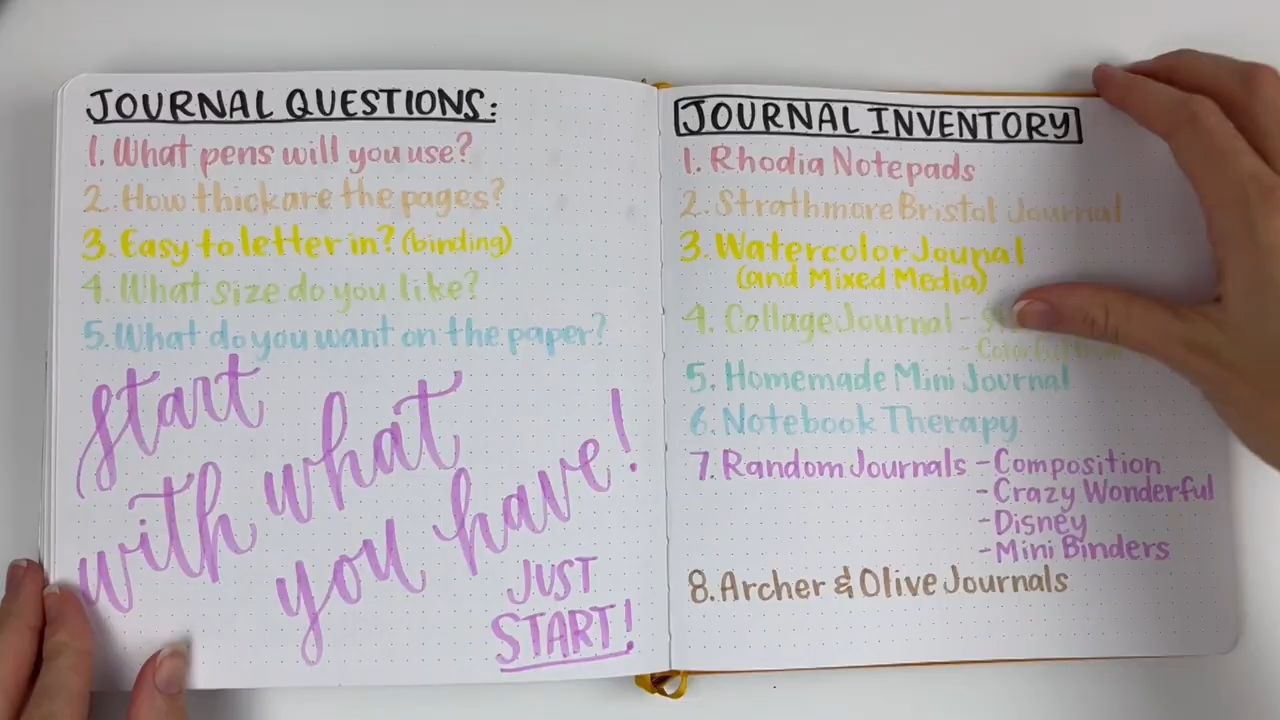 JOURNAL QUESTIONS:
1. What pens will you use?
2. How thick are the pages?
3. Easy to letter in? (binding)
4. What size do you like?
5. What do you want on the paper?
Start
with what
you have!
JUST
START!
JOURNAL INVENTORY
1. Rhodia Notepads
2. Strathmore Bristol Journal
3. Watercolor Jounal
(and Mixed Media)
4. Collage Journal -
5. Homemade Mini Journal
6. Notebook Therapy
7. Random Journals - Composition
- Crazy Wonderful
- Disney
- Mini Binders
8. Archer & Olive Journals